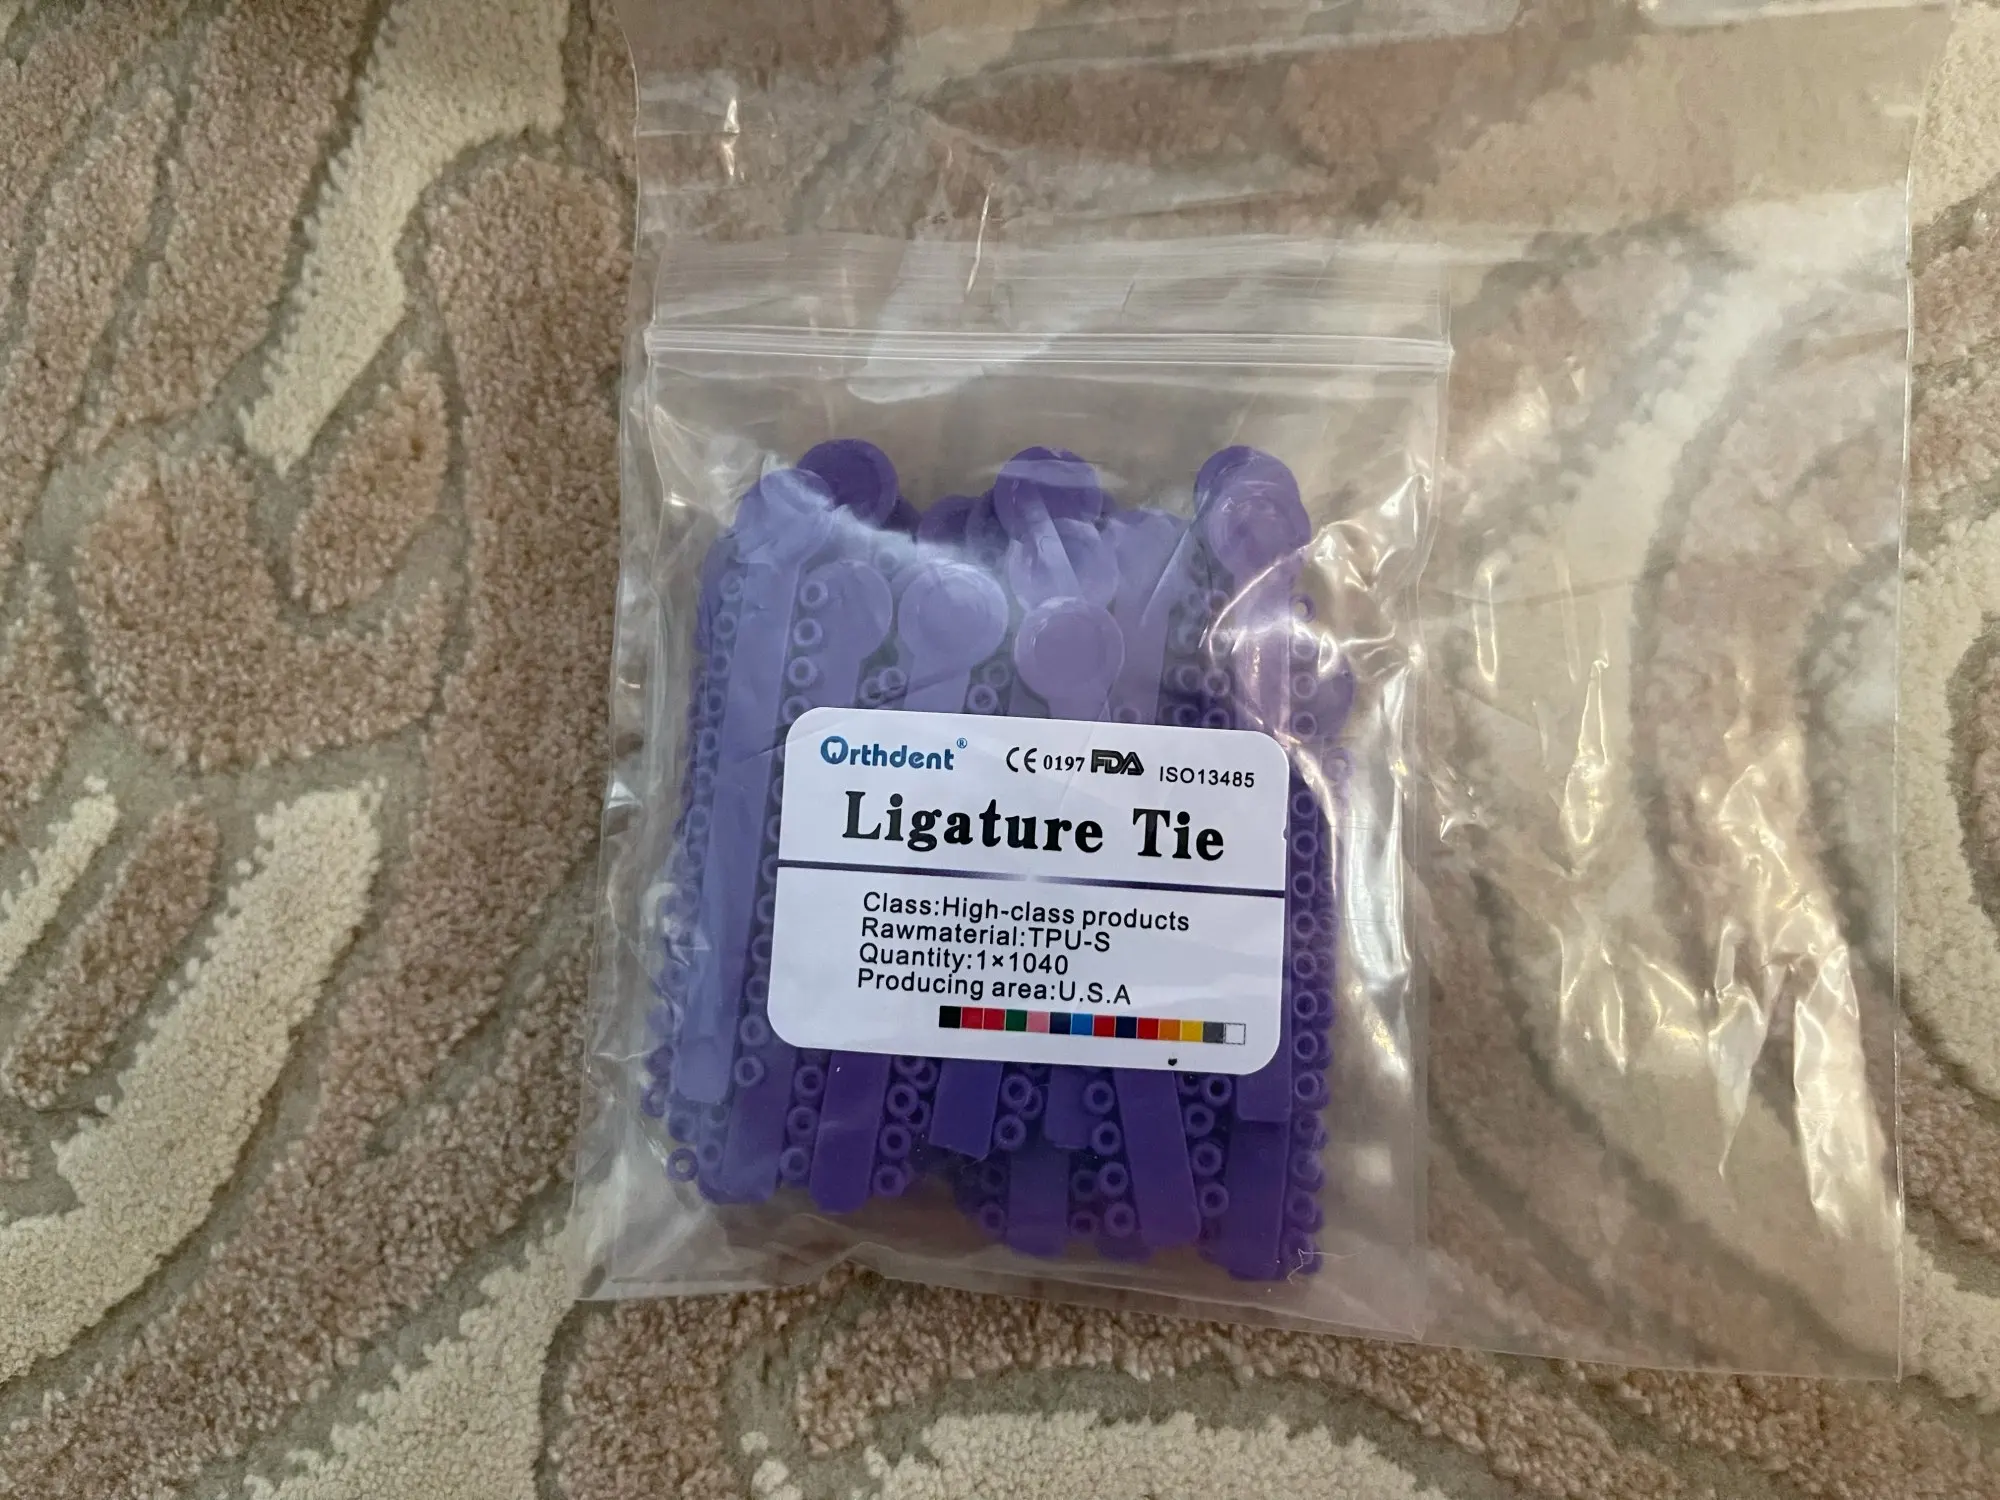 Orthdent® CE 0197 FDA ISO13485
Ligature Tie
Class:High-class products
Rawmaterial:TPU-S
Quantity:1×1040
Producing area:U.S.A